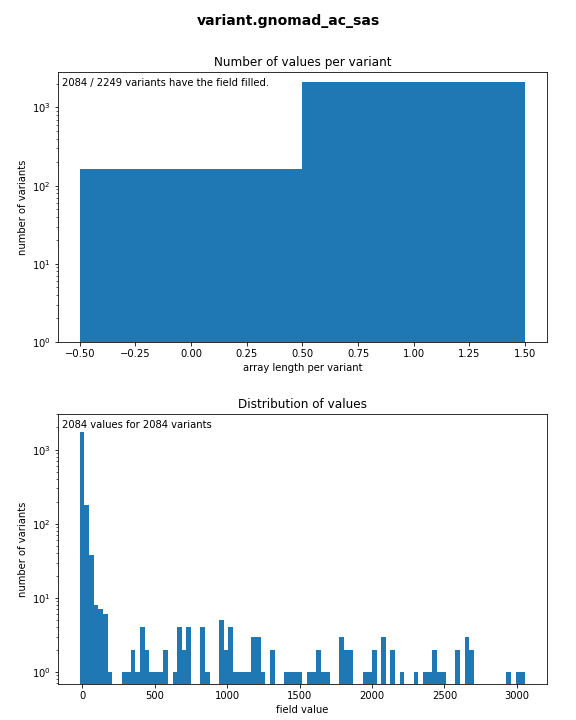 variant.gnomad_ac_sas
Number of values per variant
2084 / 2249 variants have the field filled.
number of variants
10³
10²
10¹
10⁰
−0.50 −0.25 0.00 0.25 0.50 0.75 1.00 1.25 1.50
array length per variant
Distribution of values
2084 values for 2084 variants
number of variants
10³
10²
10¹
10⁰
0 500 1000 1500 2000 2500 3000
field value